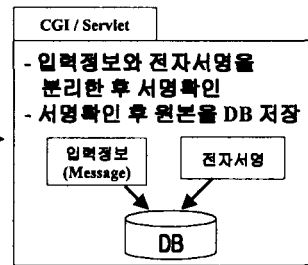 CGI / Servlet
- 입력정보와 전자서명을
분리한 후 서명확인
- 서명확인 후 원본을 DB 저장
입력정보
(Message)
전자서명
DB